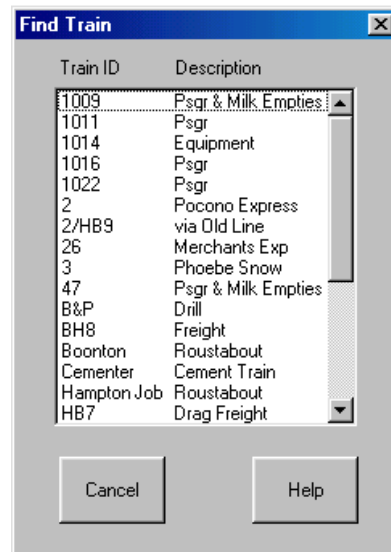 Find Train
Train ID Description
1009 Psgr & Milk Empties
1011 Psgr
1014 Equipment
1016 Psgr
1022 Psgr
2 Pocono Express
2/HB9 via Old Line
26 Merchants Exp
3 Phoebe Snow
47 Psgr & Milk Empties
B&P Drill
BH8 Freight
Boonton Roustabout
Cementer Cement Train
Hampton Job Roustabout
HB7 Drag Freight
Cancel Help